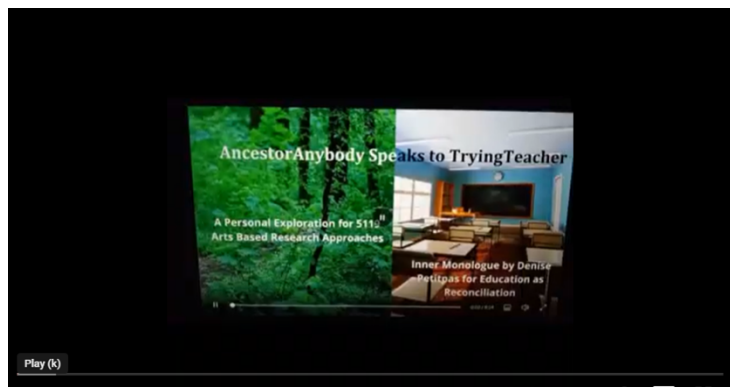 AncestorAnybody Speaks to TryingTeacher
A Personal Exploration for 511
Arts Based Research Approaches
Inner Monologue by Denise
Petitpas for Education as
Reconciliation
Play (k)